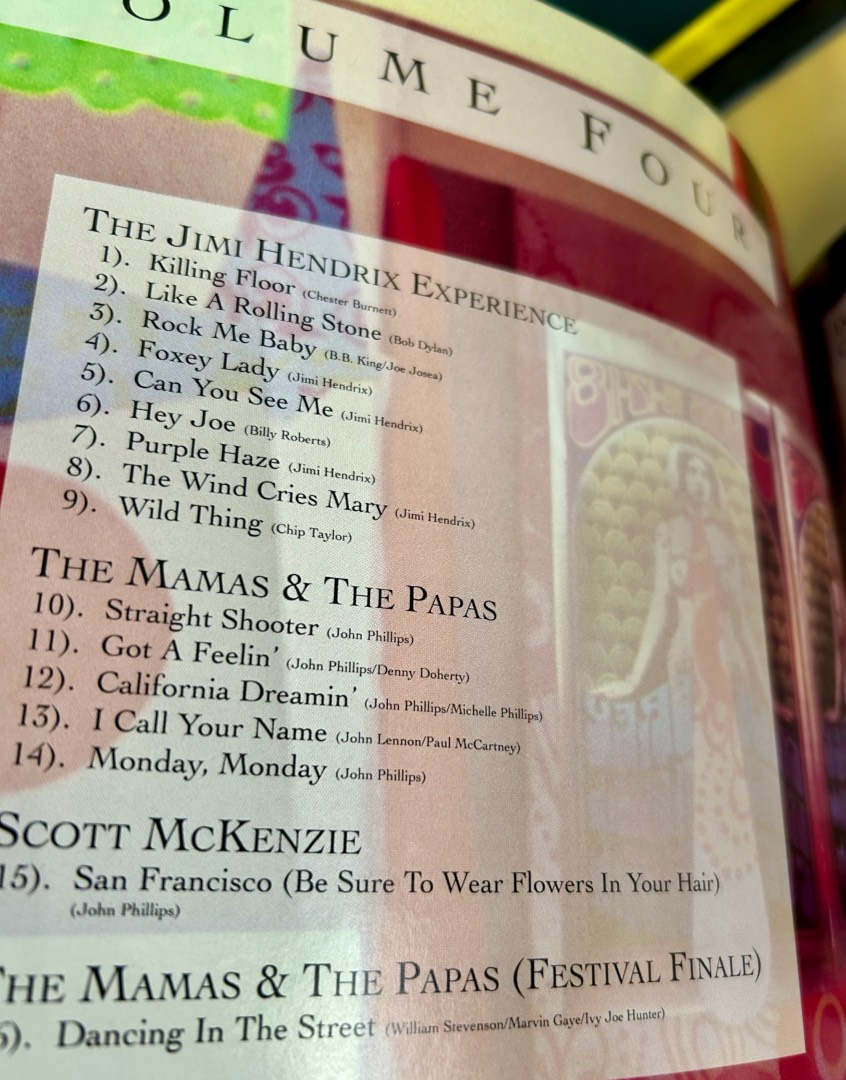 OLUME FOUR
THE JIMI HENDRIX EXPERIENCE
1). Killing Floor (Chester Burnett)
2). Like A Rolling Stone (Bob Dylan)
3). Rock Me Baby (B.B. King/Joe Josea)
4). Foxey Lady (Jimi Hendrix)
5). Can You See Me (Jimi Hendrix)
6). Hey Joe (Billy Roberts)
7). Purple Haze (Jimi Hendrix)
8). The Wind Cries Mary (Jimi Hendrix)
9). Wild Thing (Chip Taylor)
THE MAMAS & THE PAPAS
10). Straight Shooter (John Phillips)
11). Got A Feelin’ (John Phillips/Denny Doherty)
12). California Dreamin’ (John Phillips/Michelle Phillips)
13). I Call Your Name (John Lennon/Paul McCartney)
14). Monday, Monday (John Phillips)
SCOTT MCKENZIE
15). San Francisco (Be Sure To Wear Flowers In Your Hair)
(John Phillips)
THE MAMAS & THE PAPAS (FESTIVAL FINALE)
6). Dancing In The Street (William Stevenson/Marvin Gaye/Ivy Joe Hunter)